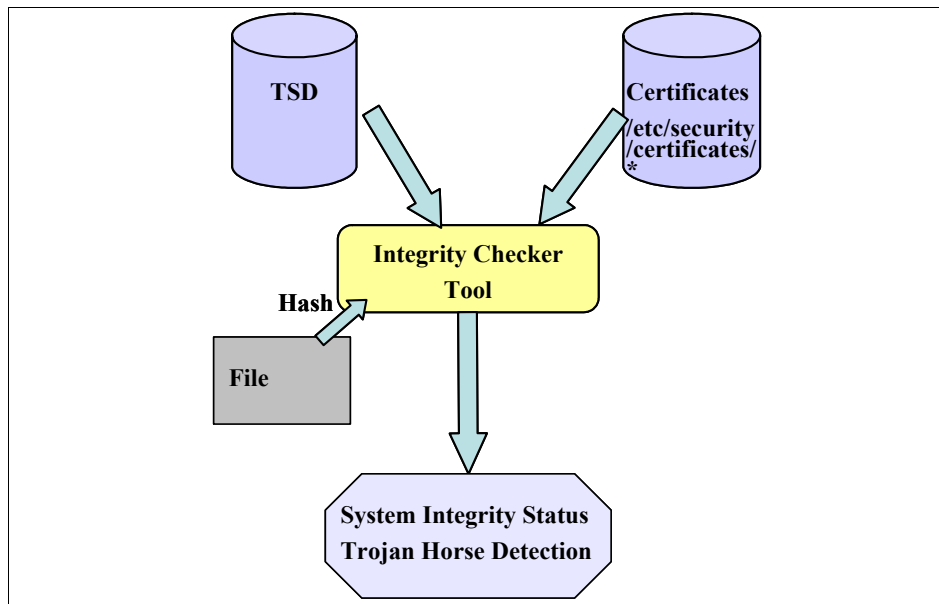 TSD
Certificates
/etc/security
/certificates/
*
Integrity Checker
Tool
Hash
File
System Integrity Status
Trojan Horse Detection